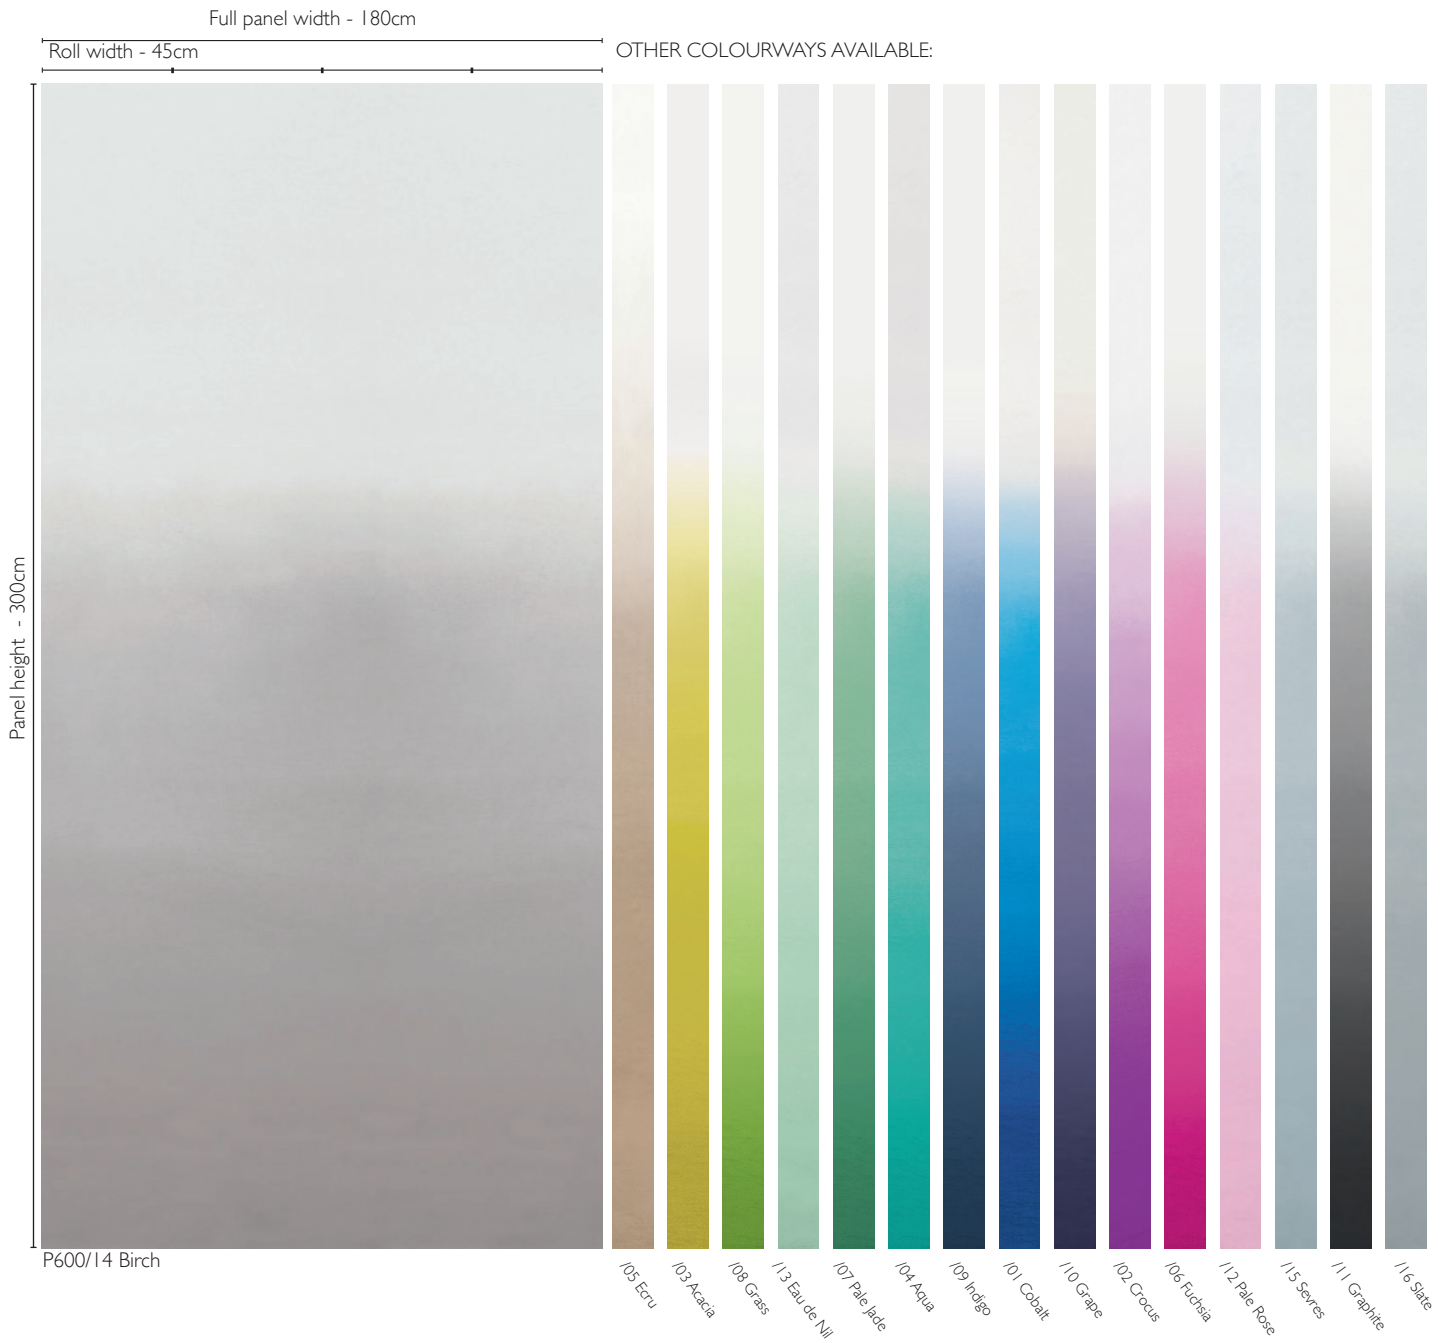 Full panel width - 180cm
Roll width - 45cm
OTHER COLOURWAYS AVAILABLE:
Panel height - 300cm
P600/14 Birch
/05 Ecru
/03 Acacia
/08 Grass
/13 Eau de Nil
/07 Pale Jade
/04 Aqua
/09 Indigo
/01 Cobalt
/10 Grape
/02 Crocus
/06 Fuchsia
/12 Pale Rose
/15 Sevres
/11 Graphite
/16 Slate